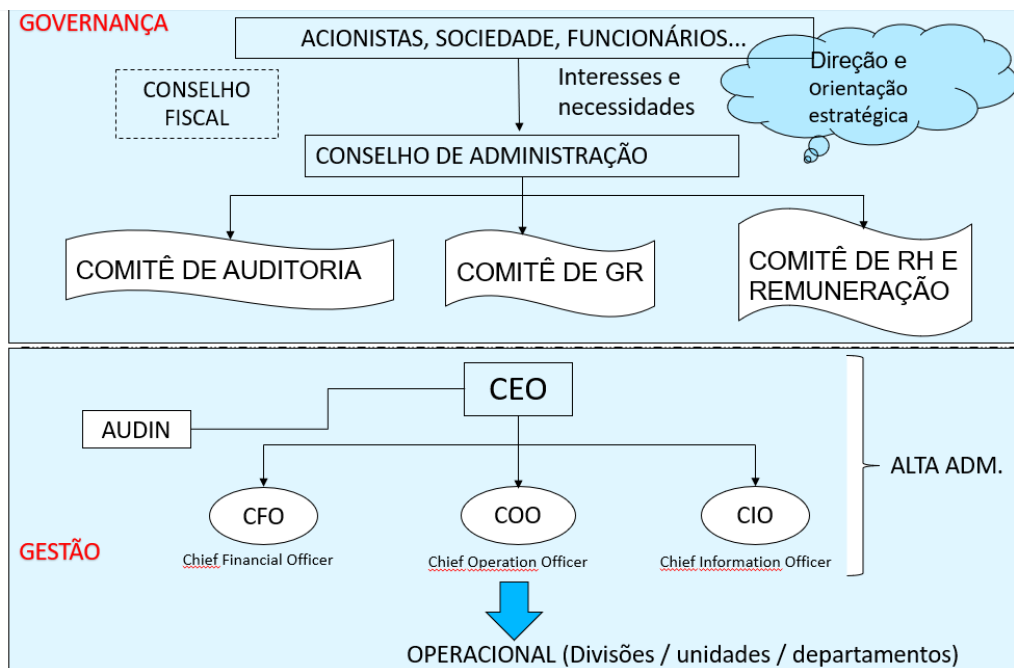 GOVERNANÇA
ACIONISTAS, SOCIEDADE, FUNCIONÁRIOS...
Direção e
orientação
estratégica
CONSELHO
FISCAL
Interesses e
necessidades
CONSELHO DE ADMINISTRAÇÃO
COMITÊ DE AUDITORIA
COMITÊ DE GR
COMITÊ DE RH E
REMUNERAÇÃO
CEO
AUDIN
ALTA ADM.
CFO
COO
CIO
GESTÃO
Chief Financial Officer
Chief Operation Officer
Chief Information Officer
OPERACIONAL (Divisões / unidades / departamentos)